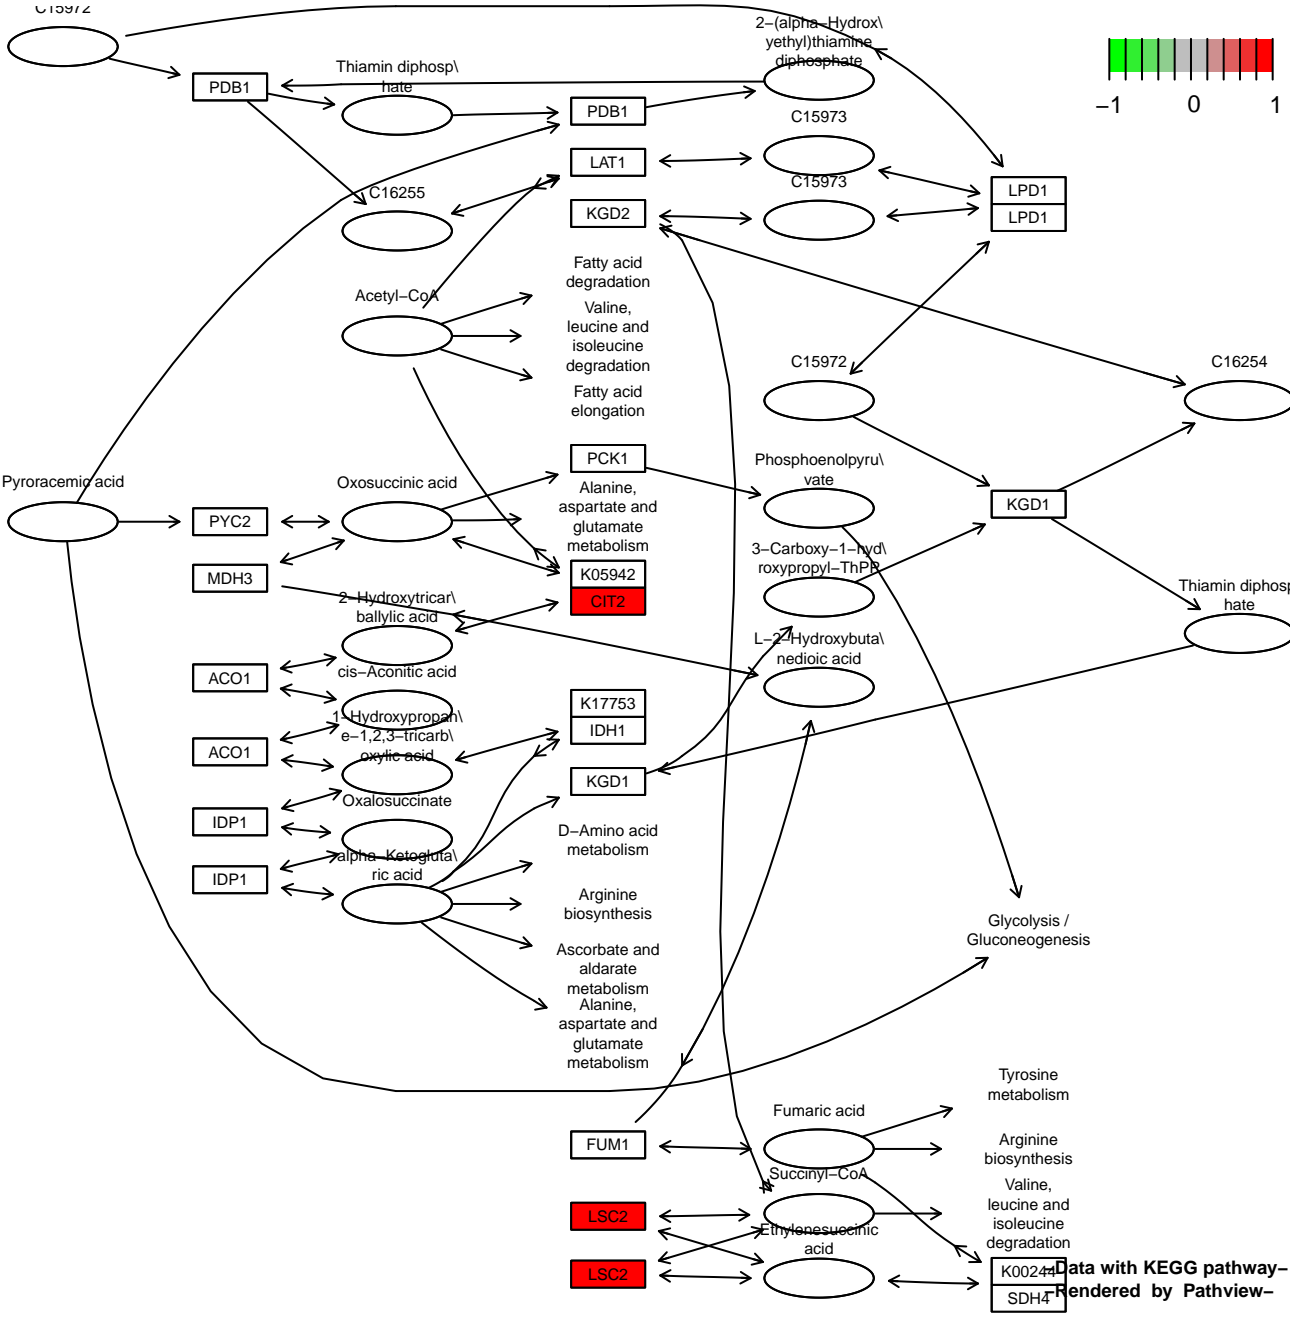 C15972
PDB1
Thiamin diphosp\
hate
2−(alpha−Hydrox\
yethyl)thiamine
diphosphate
−1
0
1
PDB1
C15973
LAT1
C15973
LPD1
LPD1
C16255
KGD2
Fatty acid
degradation
Acetyl−CoA
Valine,
leucine and
isoleucine
degradation
Fatty acid
elongation
C15972
C16254
Pyroracemic acid
PYC2
Oxosuccinic acid
PCK1
Alanine,
aspartate and
glutamate
metabolism
Phosphoenolpyru\
vate
KGD1
MDH3
K05942
CIT2
3−Carboxy−1−hyd\
roxypropyl−ThPP
Thiamin diphosp
hate
2−Hydroxytricar\
ballylic acid
L−2−Hydroxybuta\
nedioic acid
ACO1
cis−Aconitic acid
K17753
IDH1
ACO1
1−Hydroxypropan\
e−1,2,3−tricarb\
oxylic acid
KGD1
IDP1
Oxalosuccinate
D−Amino acid
metabolism
IDP1
alpha−Ketogluta\
ric acid
Arginine
biosynthesis
Glycolysis /
Gluconeogenesis
Ascorbate and
aldarate
metabolism
Alanine,
aspartate and
glutamate
metabolism
Tyrosine
metabolism
FUM1
Fumaric acid
Arginine
biosynthesis
LSC2
Succinyl−CoA
Valine,
leucine and
isoleucine
degradation
LSC2
Ethylenesuccinic
acid
K00244
SDH4
−Data with KEGG pathway−
−Rendered by Pathview−